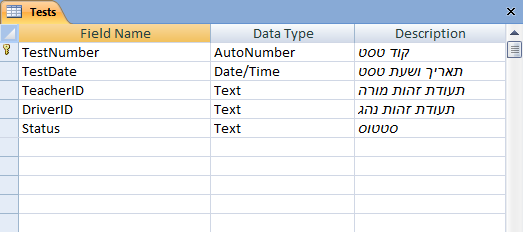 Tests
Field Name Data Type Description
TestNumber AutoNumber קוד טסט
TestDate Date/Time תאריך ושעת טסט
TeacherID Text תעודת זהות מורה
DriverID Text תעודת זהות נהג
Status Text סטטוס